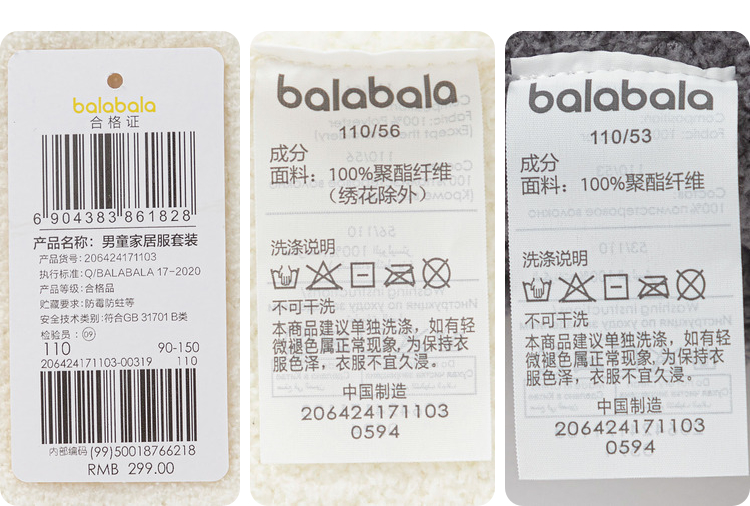 balabala
合格证
6 904383 861828
产品名称：男童家居服套装
产品货号：206424171103
执行标准：Q/BALABALA 17-2020
产品等级：合格品
贮藏要求：防霉防蛀等
安全技术类别：符合GB 31701 B类
检验员：09
110 90-150
206424171103-00319 110
内部编码 (99)50018766218
RMB 299.00
balabala
110/56
成分
面料：100%聚酯纤维
（绣花除外）
洗涤说明
不可干洗
本商品建议单独洗涤，如有轻
微褪色属正常现象，为保持衣
服色泽，衣服不宜久浸。
中国制造
206424171103
0594
balabala
110/53
成分
面料：100%聚酯纤维
洗涤说明
不可干洗
本商品建议单独洗涤，如有轻
微褪色属正常现象，为保持衣
服色泽，衣服不宜久浸。
中国制造
206424171103
0594